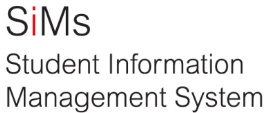 SiMs
Student Information
Management System